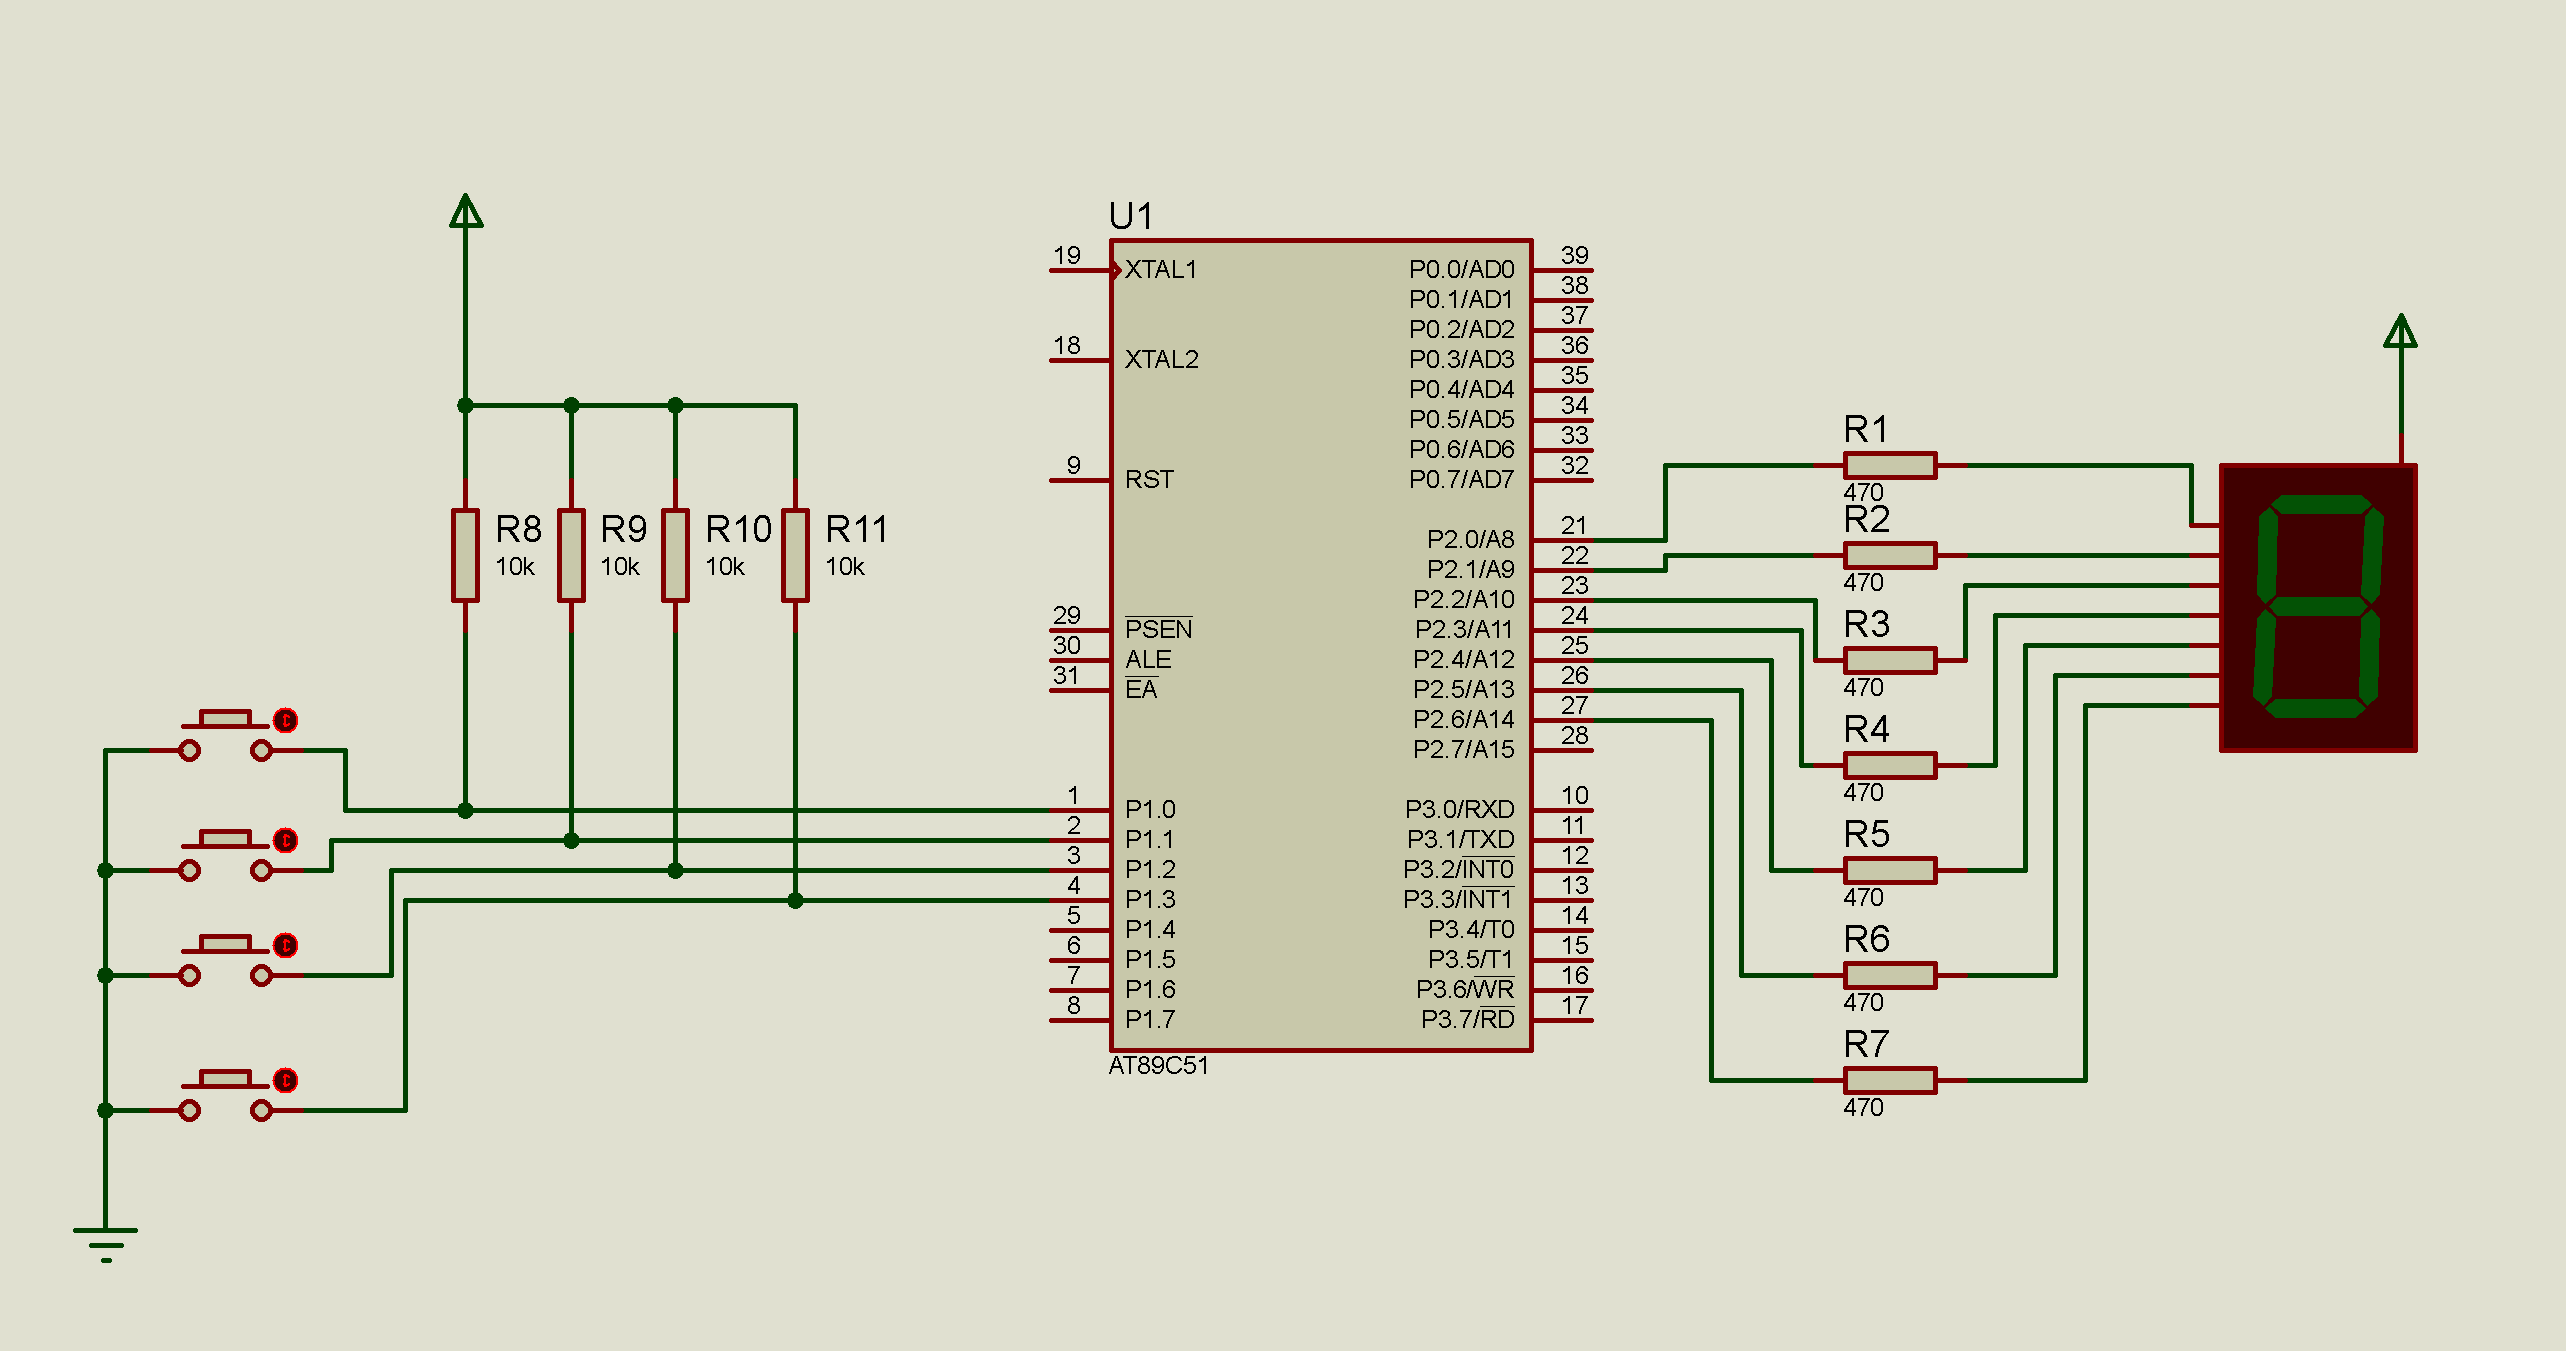 U1
19
XTAL1
18
XTAL2
9
RST
29
PSEN
30
ALE
31
EA
1
P1.0
2
P1.1
3
P1.2
4
P1.3
5
P1.4
6
P1.5
7
P1.6
8
P1.7
P0.0/AD0
39
P0.1/AD1
38
P0.2/AD2
37
P0.3/AD3
36
P0.4/AD4
35
P0.5/AD5
34
P0.6/AD6
33
P0.7/AD7
32
P2.0/A8
21
P2.1/A9
22
P2.2/A10
23
P2.3/A11
24
P2.4/A12
25
P2.5/A13
26
P2.6/A14
27
P2.7/A15
28
P3.0/RXD
10
P3.1/TXD
11
P3.2/INT0
12
P3.3/INT1
13
P3.4/T0
14
P3.5/T1
15
P3.6/WR
16
P3.7/RD
17
AT89C51
R8
10k
R9
10k
R10
10k
R11
10k
R1
470
R2
470
R3
470
R4
470
R5
470
R6
470
R7
470